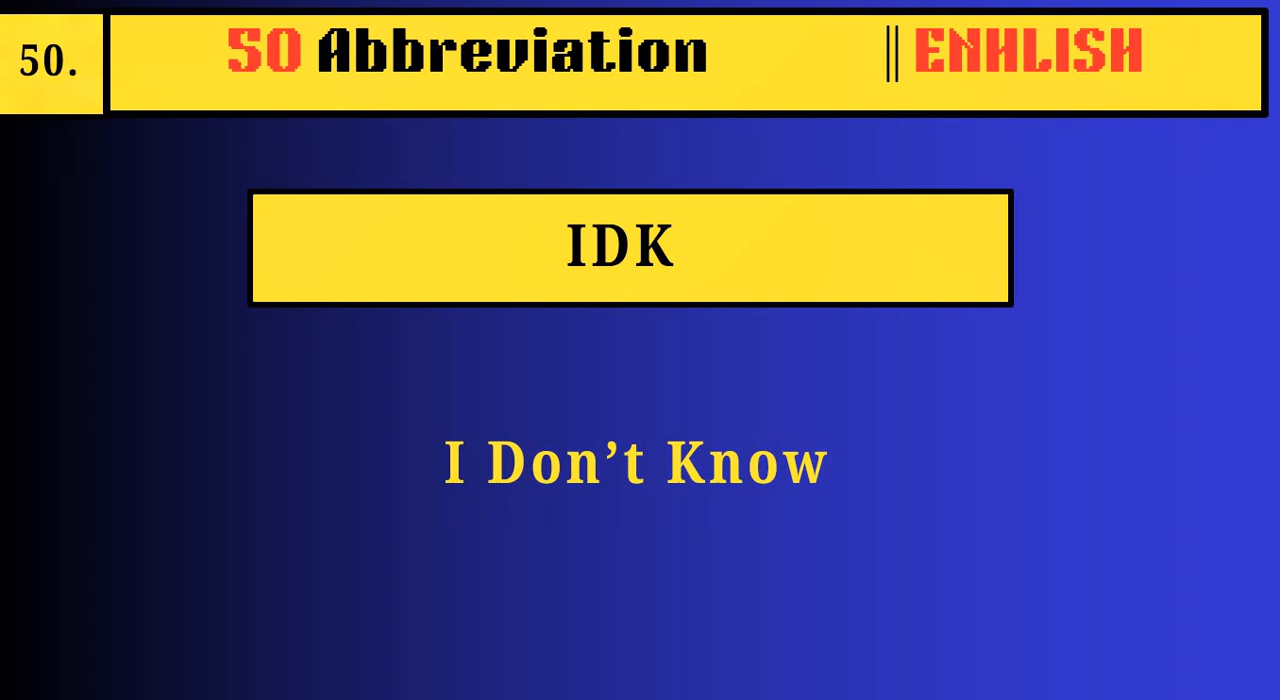 50. 50 Abbreviation || ENHLISH
IDK
I Don’t Know